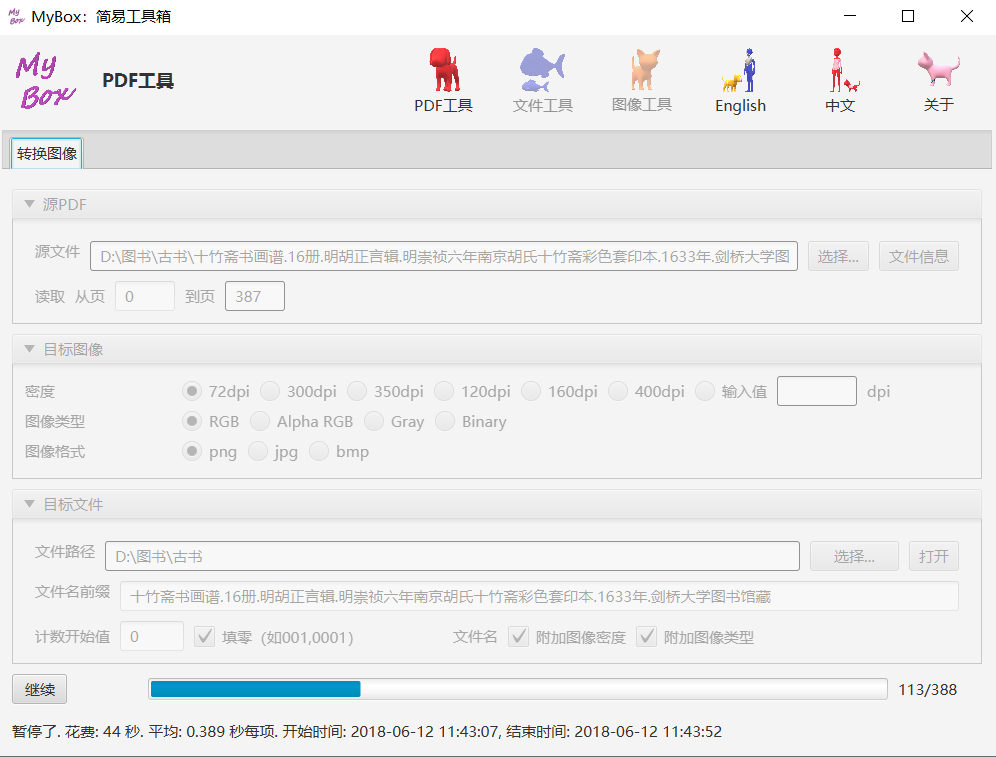 My Box MyBox：简易工具箱
My Box PDF工具 PDF工具 文件工具 图像工具 English 中文 关于
转换图像
源PDF
源文件 D:\图书\古书\十竹斋书画谱.16册.明胡正言辑.明崇祯六年南京胡氏十竹斋彩色套印本.1633年.剑桥大学图 选择... 文件信息
读取 从页 0 到页 387
目标图像
密度 72dpi 300dpi 350dpi 120dpi 160dpi 400dpi 输入值 dpi
图像类型 RGB Alpha RGB Gray Binary
图像格式 png jpg bmp
目标文件
文件路径 D:\图书\古书 选择... 打开
文件名前缀 十竹斋书画谱.16册.明胡正言辑.明崇祯六年南京胡氏十竹斋彩色套印本.1633年.剑桥大学图书馆藏
计数开始值 0 填零（如001,0001） 文件名 附加图像密度 附加图像类型
继续 113/388
暂停了. 花费: 44 秒. 平均: 0.389 秒每项. 开始时间: 2018-06-12 11:43:07, 结束时间: 2018-06-12 11:43:52